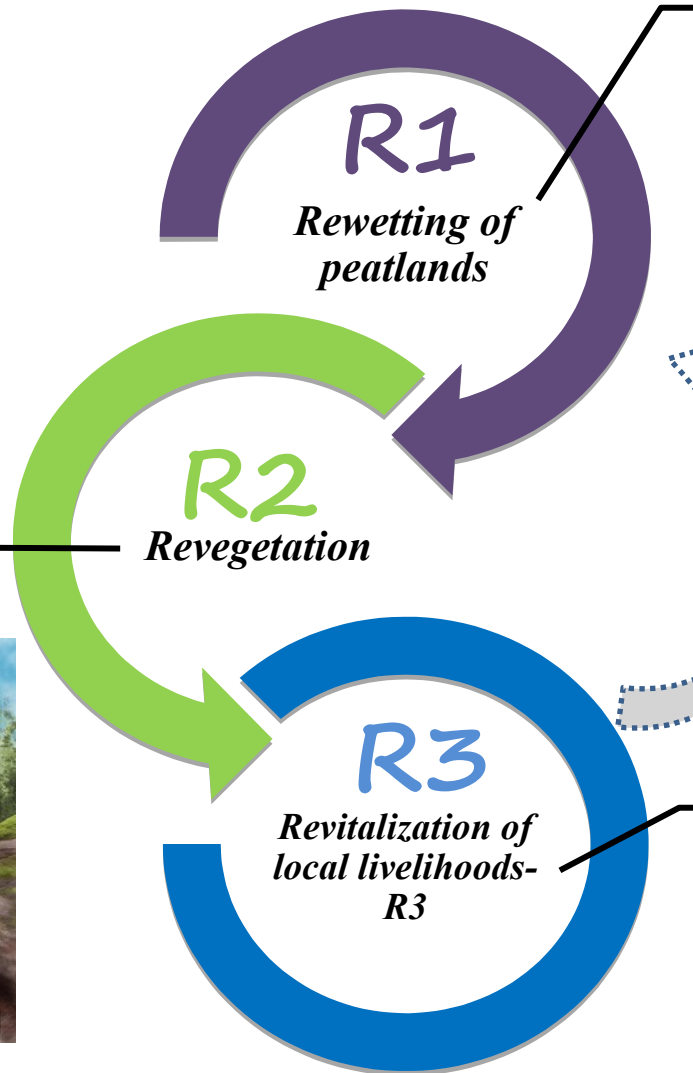 R1
Rewetting of
peatlands
R2
Revegetation
R3
Revitalization of
local livelihoods-
R3